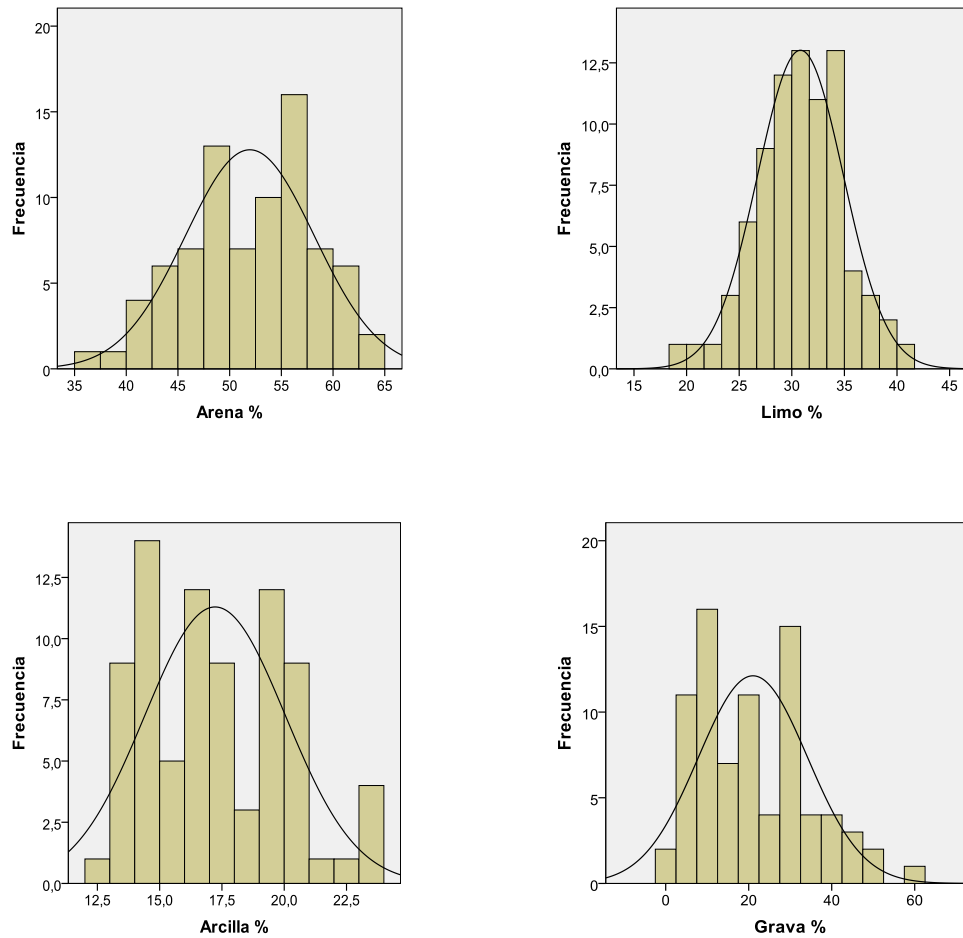 20
15
10
5
0
Frecuencia
35 40 45 50 55 60 65
Arena %
12,5
10,0
7,5
5,0
2,5
0,0
Frecuencia
15 20 25 30 35 40 45
Limo %
12,5
10,0
7,5
5,0
2,5
0,0
Frecuencia
12,5 15,0 17,5 20,0 22,5
Arcilla %
20
15
10
5
0
Frecuencia
0 20 40 60
Grava %